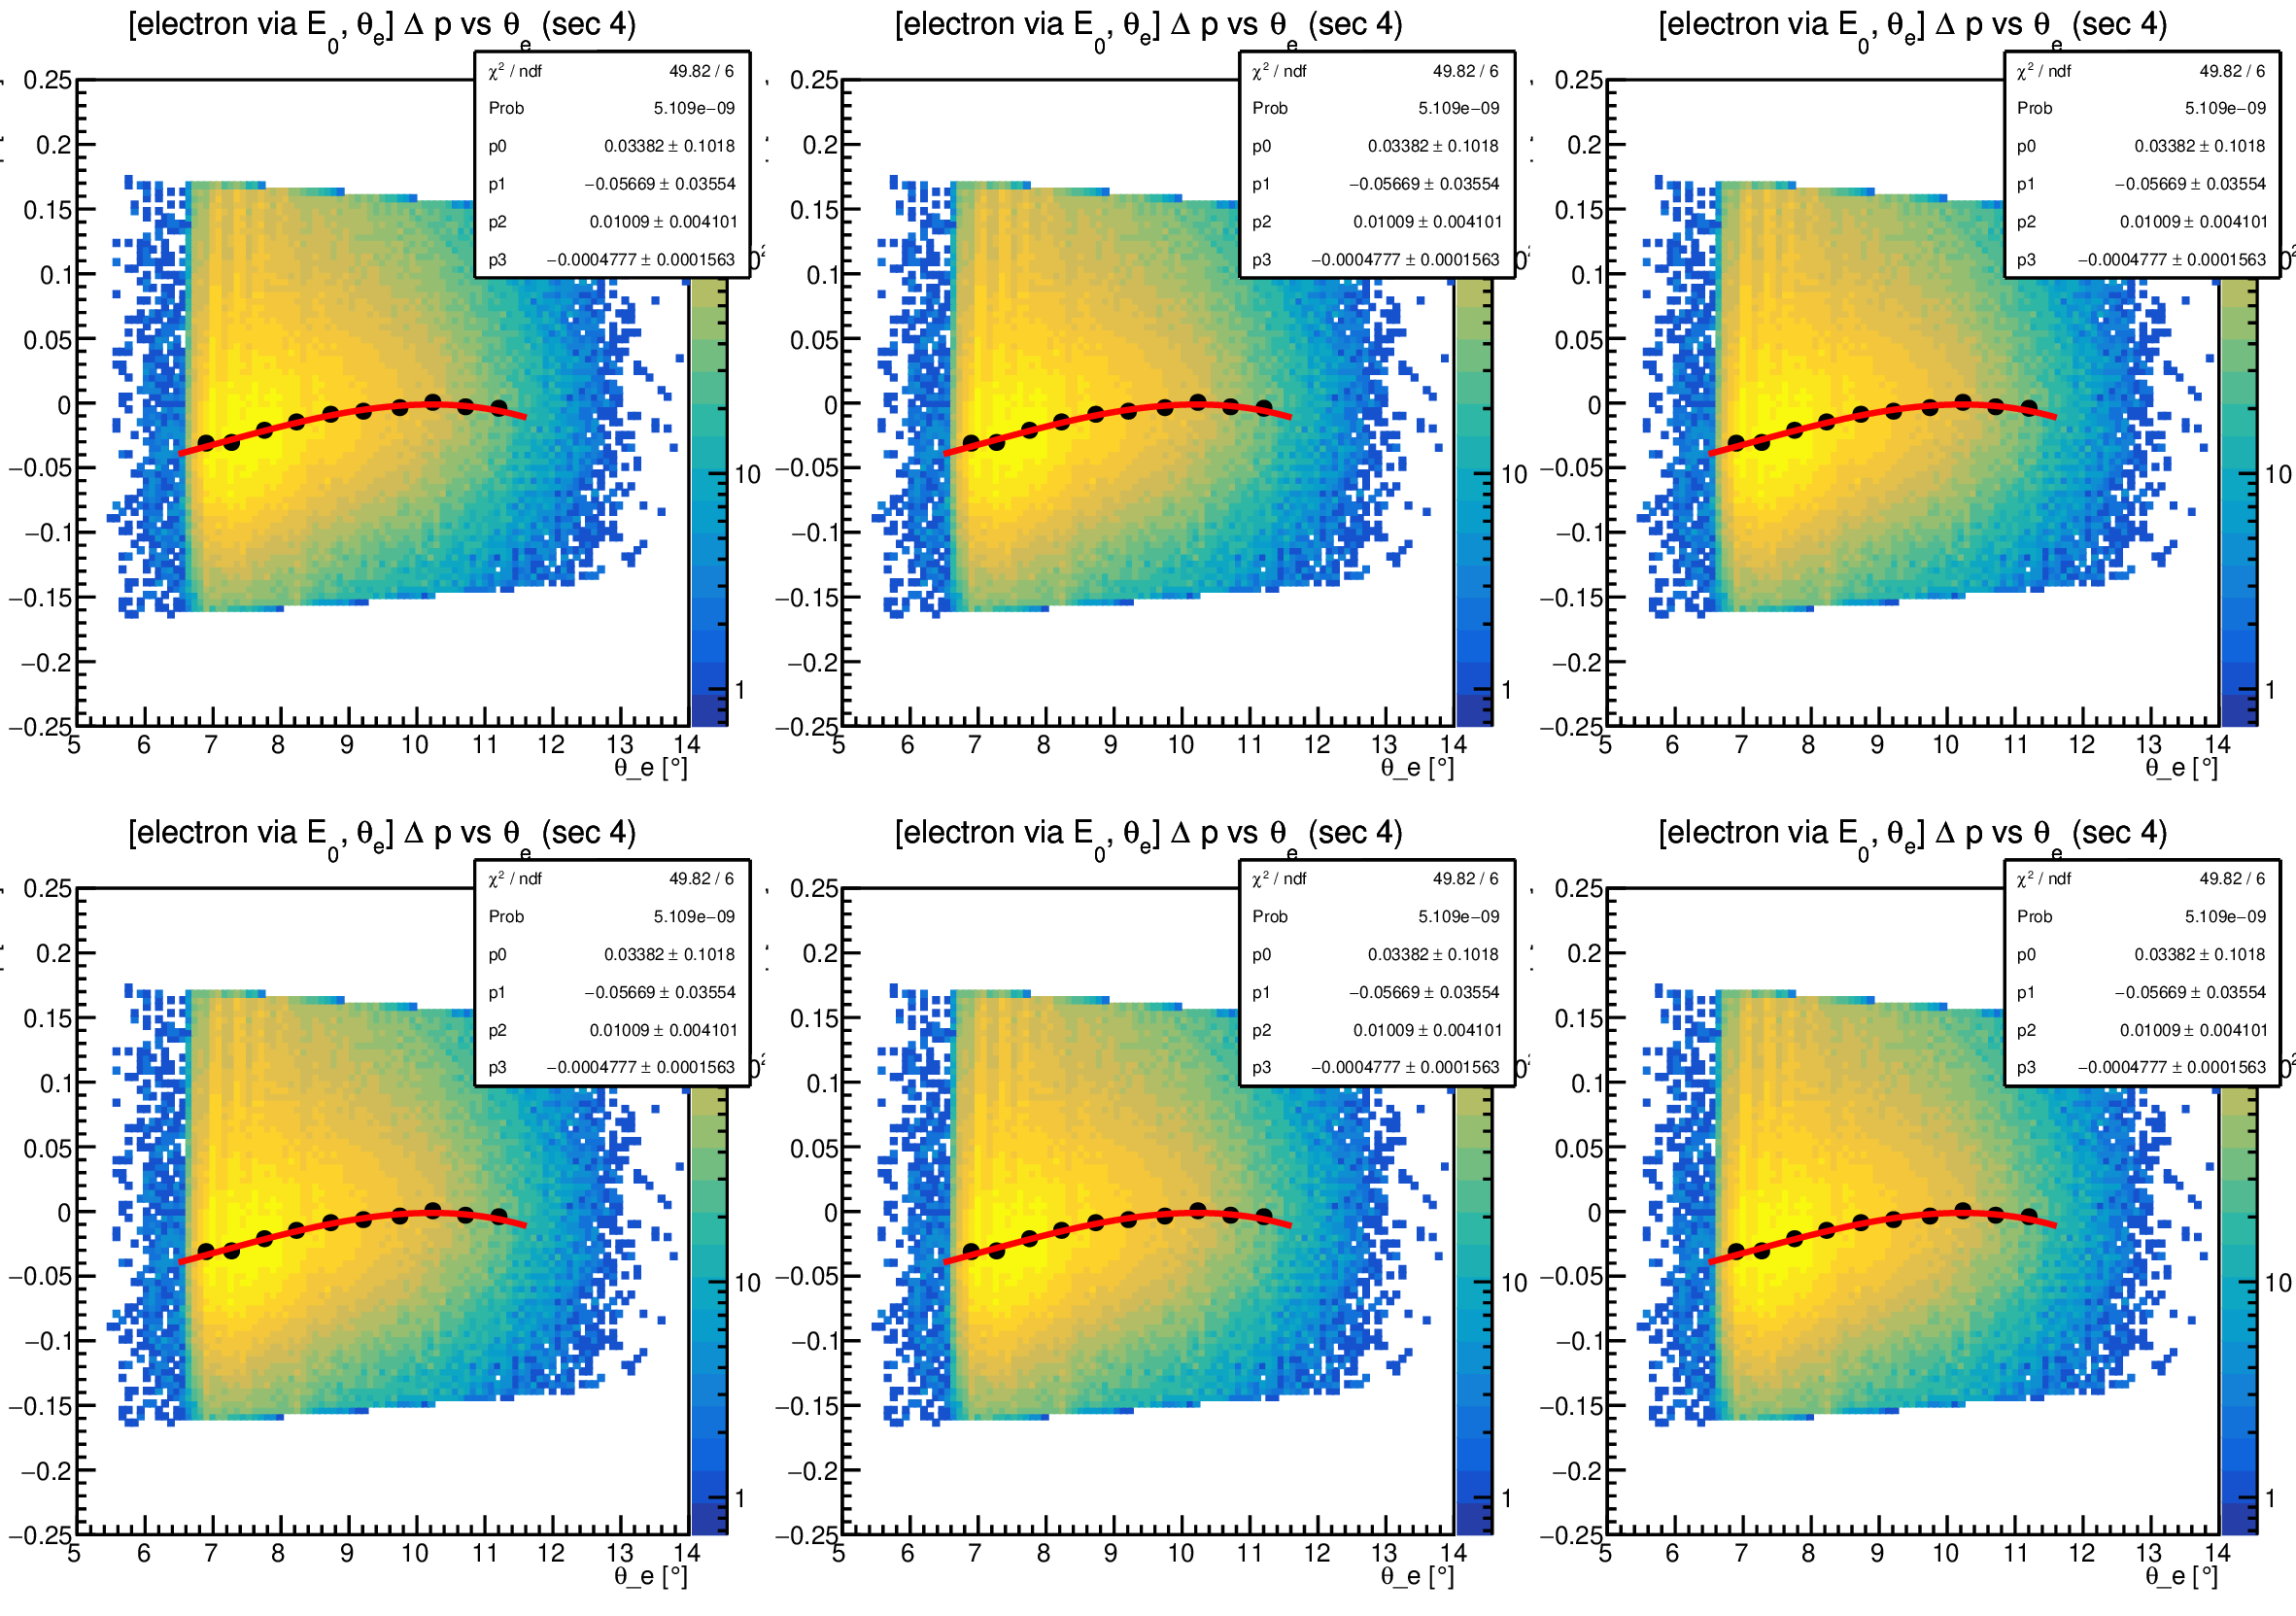 [electron via E₀, θₑ] Δ p vs θₑ (sec 4)
χ² / ndf 49.82 / 6
Prob 5.109e−09
p0 0.03382 ± 0.1018
p1 −0.05669 ± 0.03554
p2 0.01009 ± 0.004101
p3 −0.0004777 ± 0.0001563
0.25
0.2
0.15
0.1
0.05
0
−0.05
−0.1
−0.15
−0.2
−0.25
10
1
5 6 7 8 9 10 11 12 13 14
θ_e [°]
[electron via E₀, θₑ] Δ p vs θₑ (sec 4)
χ² / ndf 49.82 / 6
Prob 5.109e−09
p0 0.03382 ± 0.1018
p1 −0.05669 ± 0.03554
p2 0.01009 ± 0.004101
p3 −0.0004777 ± 0.0001563
0.25
0.2
0.15
0.1
0.05
0
−0.05
−0.1
−0.15
−0.2
−0.25
10
1
5 6 7 8 9 10 11 12 13 14
θ_e [°]
[electron via E₀, θₑ] Δ p vs θₑ (sec 4)
χ² / ndf 49.82 / 6
Prob 5.109e−09
p0 0.03382 ± 0.1018
p1 −0.05669 ± 0.03554
p2 0.01009 ± 0.004101
p3 −0.0004777 ± 0.0001563
0.25
0.2
0.15
0.1
0.05
0
−0.05
−0.1
−0.15
−0.2
−0.25
10
1
5 6 7 8 9 10 11 12 13 14
θ_e [°]
[electron via E₀, θₑ] Δ p vs θₑ (sec 4)
χ² / ndf 49.82 / 6
Prob 5.109e−09
p0 0.03382 ± 0.1018
p1 −0.05669 ± 0.03554
p2 0.01009 ± 0.004101
p3 −0.0004777 ± 0.0001563
0.25
0.2
0.15
0.1
0.05
0
−0.05
−0.1
−0.15
−0.2
−0.25
10
1
5 6 7 8 9 10 11 12 13 14
θ_e [°]
[electron via E₀, θₑ] Δ p vs θₑ (sec 4)
χ² / ndf 49.82 / 6
Prob 5.109e−09
p0 0.03382 ± 0.1018
p1 −0.05669 ± 0.03554
p2 0.01009 ± 0.004101
p3 −0.0004777 ± 0.0001563
0.25
0.2
0.15
0.1
0.05
0
−0.05
−0.1
−0.15
−0.2
−0.25
10
1
5 6 7 8 9 10 11 12 13 14
θ_e [°]
[electron via E₀, θₑ] Δ p vs θₑ (sec 4)
χ² / ndf 49.82 / 6
Prob 5.109e−09
p0 0.03382 ± 0.1018
p1 −0.05669 ± 0.03554
p2 0.01009 ± 0.004101
p3 −0.0004777 ± 0.0001563
0.25
0.2
0.15
0.1
0.05
0
−0.05
−0.1
−0.15
−0.2
−0.25
10
1
5 6 7 8 9 10 11 12 13 14
θ_e [°]